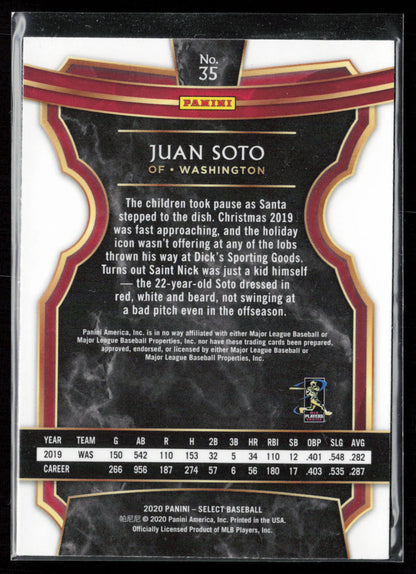 No.
35
PANINI
JUAN SOTO
OF • WASHINGTON
The children took pause as Santa
stepped to the dish. Christmas 2019
was fast approaching, and the holiday
icon wasn't offering at any of the lobs
thrown his way at Dick's Sporting Goods.
Turns out Saint Nick was just a kid himself
— the 22-year-old Soto dressed in
red, white and beard, not swinging at
a bad pitch even in the offseason.
Panini America, Inc. is in no way affiliated with either Major League Baseball or
Major League Baseball Properties, Inc., nor have these trading cards been prepared,
approved, endorsed, or licensed by either Major League Baseball or
Major League Baseball Properties, Inc.
PLAYERS
YEAR TEAM G AB R H 2B 3B HR RBI SB OBP SLG AVG
2019 WAS 150 542 110 153 32 5 34 110 12 .401 .548 .282
CAREER 266 956 187 274 57 6 56 180 17 .403 .535 .287
2020 PANINI - SELECT BASEBALL
帕尼尼 © 2020 Panini America, Inc. Printed in the USA.
Officially Licensed Product of MLB Players, Inc.